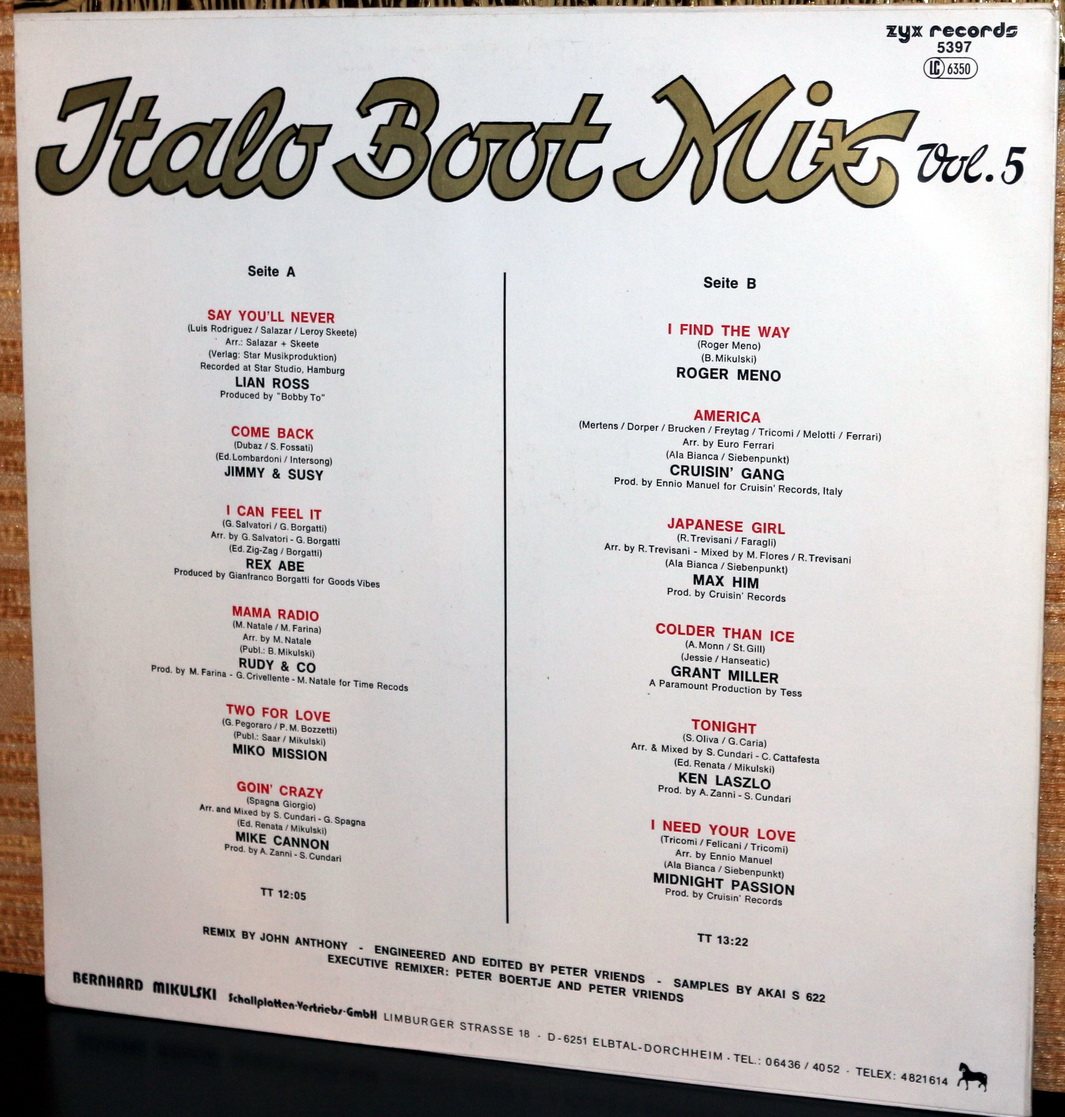 zyx records
5397
LC 6350
Italo Boot Mix Vol. 5
Seite A
SAY YOU'LL NEVER
(Luis Rodriguez / Salazar / Leroy Skeete)
Arr.: Salazar + Skeete
(Verlag: Star Musikproduktion)
Recorded at Star Studio, Hamburg
LIAN ROSS
Produced by "Bobby To"
COME BACK
(Dubaz / S. Fossati)
(Ed. Lombardoni / Intersong)
JIMMY & SUSY
I CAN FEEL IT
(G. Salvatori / G. Borgatti)
Arr. by G. Salvatori - G. Borgatti
(Ed. Zig-Zag / Borgatti)
REX ABE
Produced by Gianfranco Borgatti for Goods Vibes
MAMA RADIO
(M. Natale / M. Farina)
Arr. by M. Natale
(Publ.: B. Mikulski)
RUDY & CO
Prod. by M. Farina - G. Crivellente - M. Natale for Time Recods
TWO FOR LOVE
(G. Pegoraro / P. M. Bozzetti)
(Publ.: Saar / Mikulski)
MIKO MISSION
GOIN' CRAZY
(Spagna Giorgio)
Arr. and Mixed by S. Cundari - G. Spagna
(Ed. Renata / Mikulski)
MIKE CANNON
Prod. by A. Zanni - S. Cundari
TT 12:05
Seite B
I FIND THE WAY
(Roger Meno)
(B. Mikulski)
ROGER MENO
AMERICA
(Mertens / Dorper / Brucken / Freytag / Tricomi / Melotti / Ferrari)
Arr. by Euro Ferrari
(Ala Bianca / Siebenpunkt)
CRUISIN' GANG
Prod. by Ennio Manuel for Cruisin' Records, Italy
JAPANESE GIRL
(R. Trevisani / Faragli)
Arr. by R. Trevisani - Mixed by M. Flores / R. Trevisani
(Ala Bianca / Siebenpunkt)
MAX HIM
Prod. by Cruisin' Records
COLDER THAN ICE
(A. Monn / St. Gill)
(Jessie / Hanseatic)
GRANT MILLER
A Paramount Production by Tess
TONIGHT
(S. Oliva / G. Caria)
Arr. & Mixed by S. Cundari - C. Cattafesta
(Ed. Renata / Mikulski)
KEN LASZLO
Prod. by A. Zanni - S. Cundari
I NEED YOUR LOVE
(Tricomi / Felicani / Tricomi)
Arr. by Ennio Manuel
(Ala Bianca / Siebenpunkt)
MIDNIGHT PASSION
Prod. by Cruisin' Records
TT 13:22
REMIX BY JOHN ANTHONY - ENGINEERED AND EDITED BY PETER VRIENDS - SAMPLES BY AKAI S 622
EXECUTIVE REMIXER: PETER BOERTJE AND PETER VRIENDS
BERNHARD MIKULSKI Schallplatten-Vertriebs-GmbH LIMBURGER STRASSE 18 - D-6251 ELBTAL-DORCHHEIM - TEL.: 06436 / 4052 - TELEX: 4821614